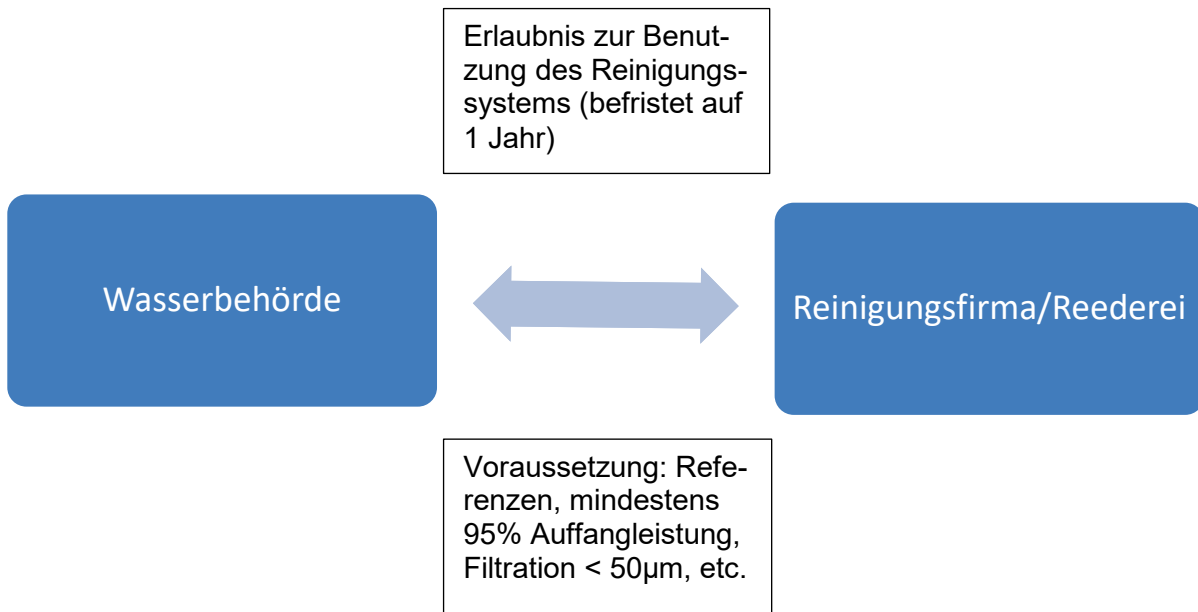 Erlaubnis zur Benut-
zung des Reinigungs-
systems (befristet auf
1 Jahr)
Wasserbehörde
Reinigungsfirma/Reederei
Voraussetzung: Refe-
renzen, mindestens
95% Auffangleistung,
Filtration < 50µm, etc.